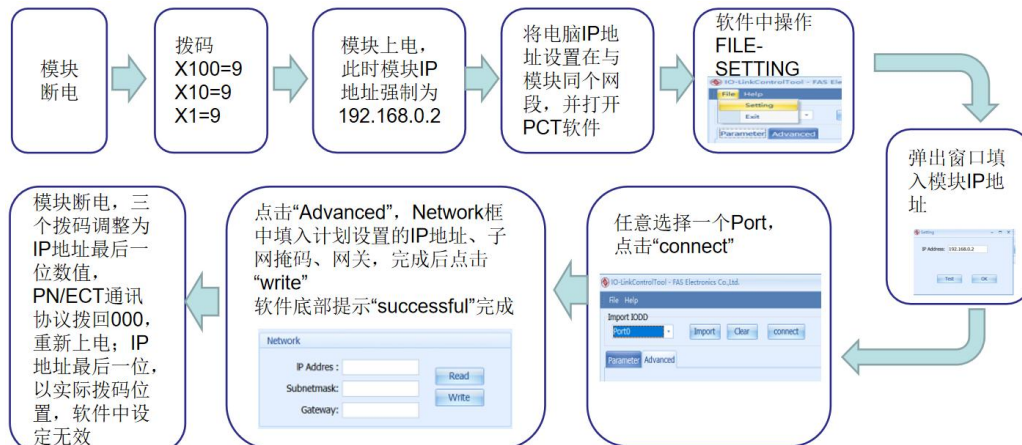 模块
断电
拨码
X100=9
X10=9
X1=9
模块上电，
此时模块IP
地址强制为
192.168.0.2
将电脑IP地
址设置在与
模块同个网
段，并打开
PCT软件
软件中操作
FILE-
SETTING
IO-LinkControlTool - FAS Ele
File Help
Setting
Exit
Parameter Advanced
弹出窗口填
入模块IP地
址
Setting
IP Address: 192.168.0.2
Test OK
任意选择一个Port，
点击“connect”
IO-LinkControlTool - FAS Electronics Co.,Ltd.
File Help
Import IODD
Port0 Import Clear connect
Parameter Advanced
点击“Advanced”，Network框
中填入计划设置的IP地址、子
网掩码、网关，完成后点击
“write”
软件底部提示“successful”完成
Network
IP Addres :
Read
Subnetmask:
Write
Gateway:
模块断电，三
个拨码调整为
IP地址最后一
位数值，
PN/ECT通讯
协议拨回000，
重新上电；IP
地址最后一位，
以实际拨码位
置，软件中设
定无效